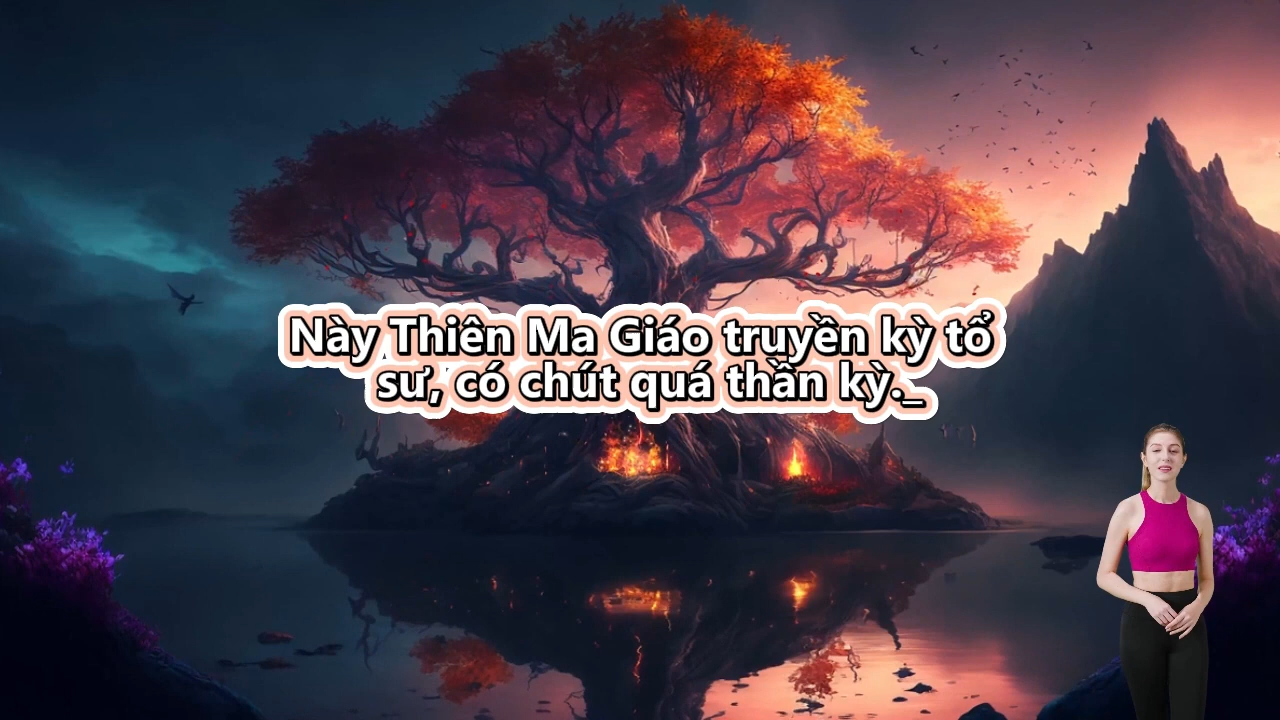 Này Thiên Ma Giáo truyền kỳ tổ
sư, có chút quá thần kỳ._